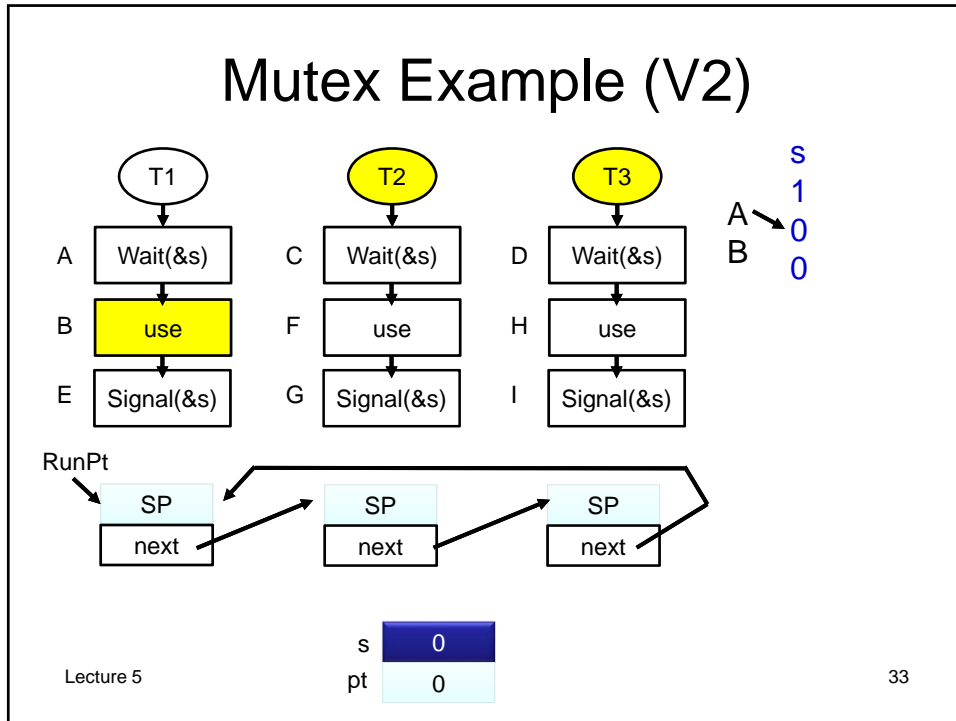 Mutex Example (V2)
T1 T2 T3
s
1
A 0
B 0
A Wait(&s) C Wait(&s) D Wait(&s)
B use F use H use
E Signal(&s) G Signal(&s) I Signal(&s)
RunPt
SP SP SP
next next next
s 0
pt 0
Lecture 5 33